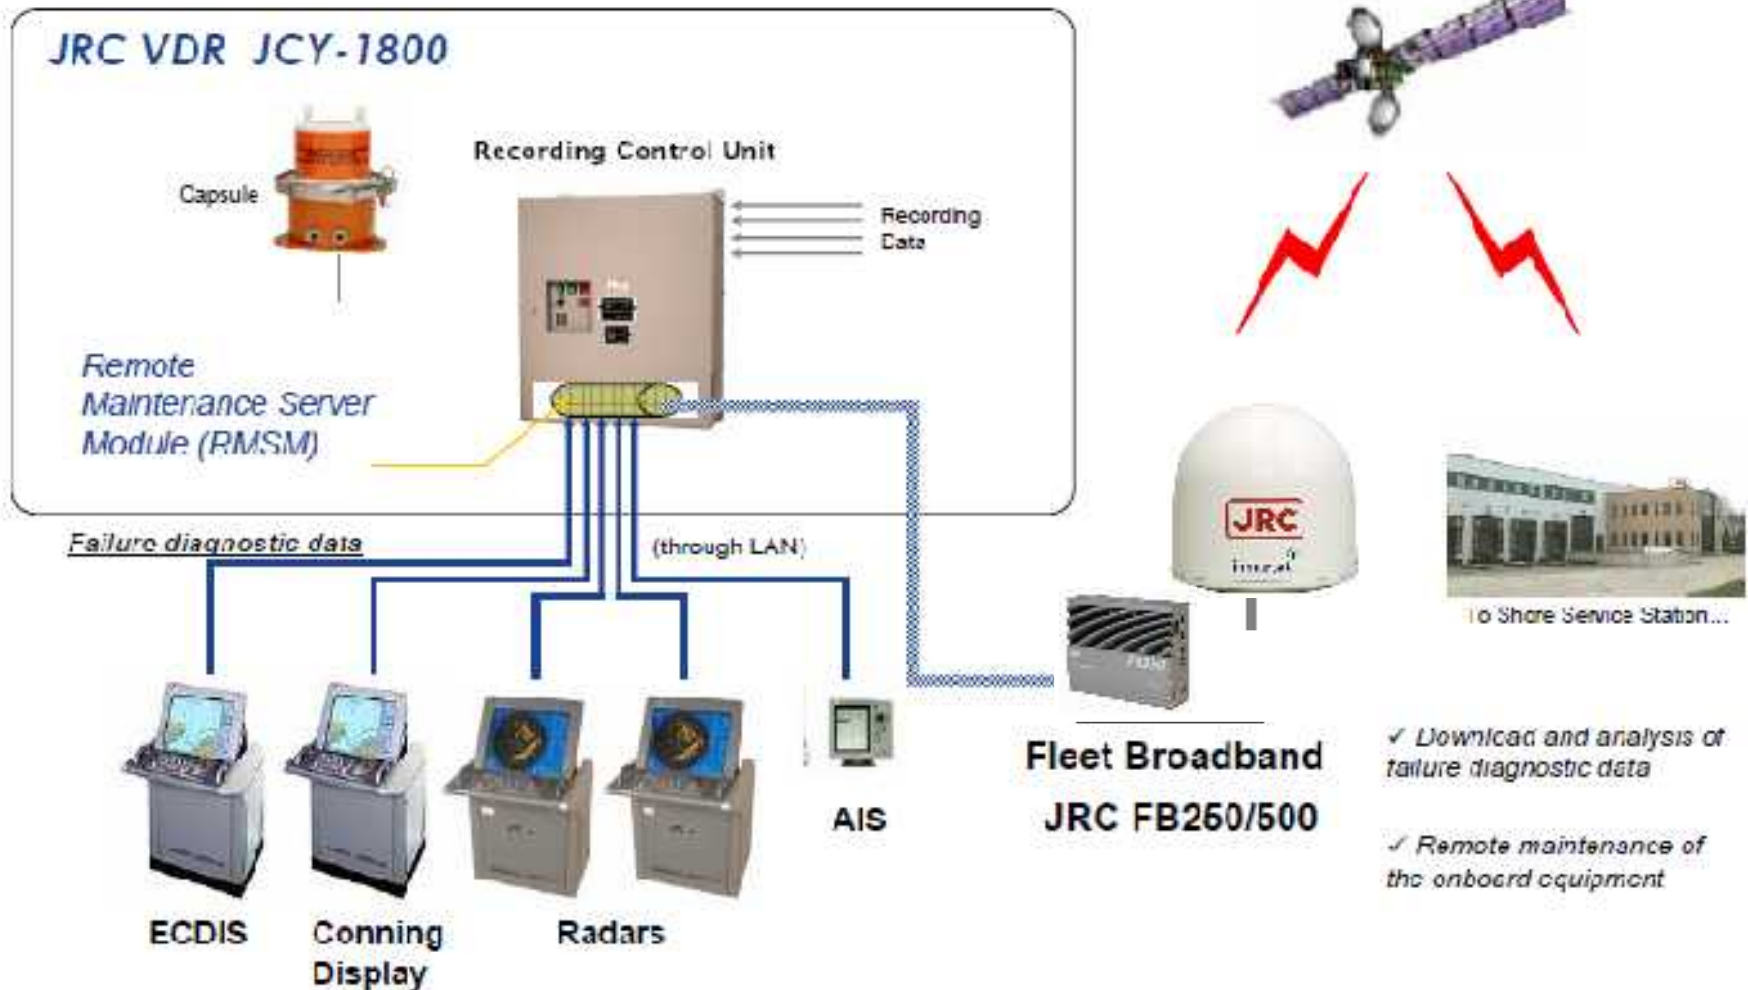 JRC VDR JCY-1800
Recording Control Unit
Capsule
Recording
Data
Remote
Maintenance Server
Module (RMSM)
Failure diagnostic data
(through LAN)
JRC
inmarsat
To Shore Service Station...
Fleet Broadband
JRC FB250/500
✓ Download and analysis of
failure diagnostic data
✓ Remote maintenance of
the onboard equipment
AIS
ECDIS
Conning
Display
Radars